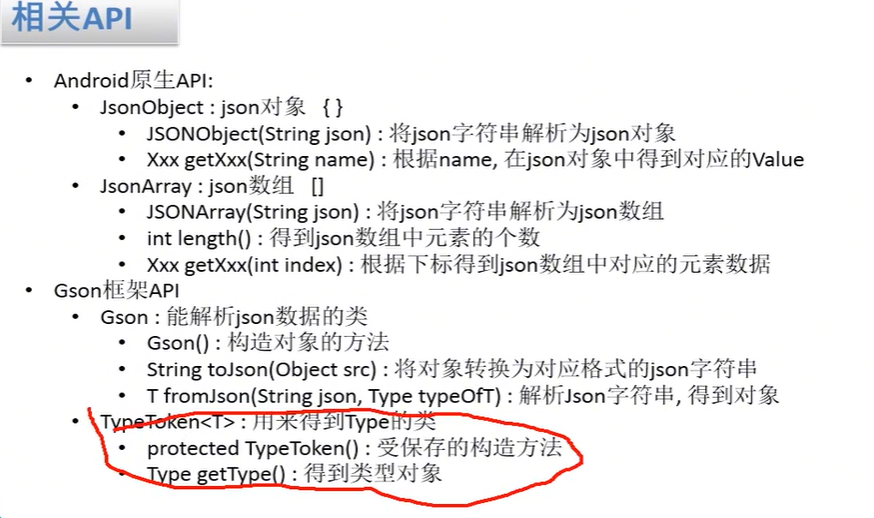 相关API
• Android原生API:
• JsonObject : json对象 { }
• JSONObject(String json) : 将json字符串解析为json对象
• Xxx getXxx(String name) : 根据name, 在json对象中得到对应的Value
• JsonArray : json数组 []
• JSONArray(String json) : 将json字符串解析为json数组
• int length() : 得到json数组中元素的个数
• Xxx getXxx(int index) : 根据下标得到json数组中对应的元素数据
• Gson框架API
• Gson : 能解析json数据的类
• Gson() : 构造对象的方法
• String toJson(Object src) : 将对象转换为对应格式的json字符串
• T fromJson(String json, Type typeOfT) : 解析Json字符串, 得到对象
• TypeToken<T> : 用来得到Type的类
• protected TypeToken() : 受保存的构造方法
• Type getType() : 得到类型对象